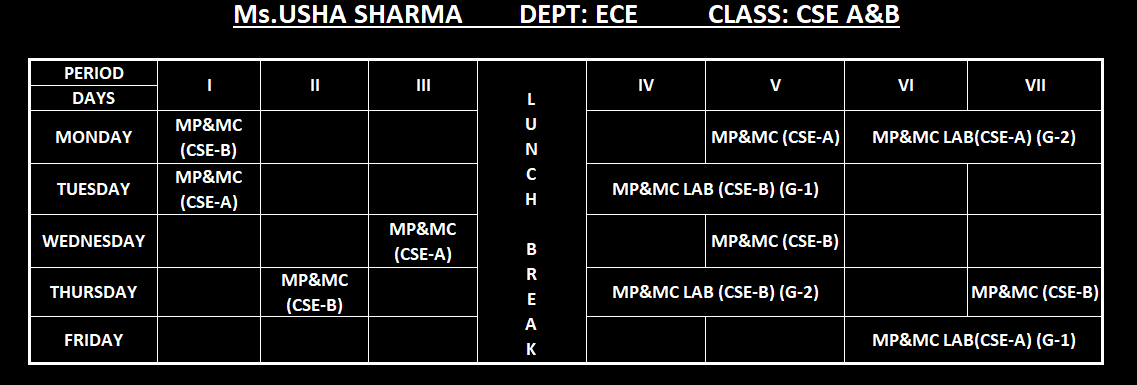 Ms.USHA SHARMA DEPT: ECE CLASS: CSE A&B
PERIOD
DAYS
I II III LUNCH BREAK IV V VI VII
MONDAY MP&MC (CSE-B) MP&MC (CSE-A) MP&MC LAB(CSE-A) (G-2)
TUESDAY MP&MC (CSE-A) MP&MC LAB (CSE-B) (G-1)
WEDNESDAY MP&MC (CSE-A) MP&MC (CSE-B)
THURSDAY MP&MC (CSE-B) MP&MC LAB (CSE-B) (G-2) MP&MC (CSE-B)
FRIDAY MP&MC LAB(CSE-A) (G-1)